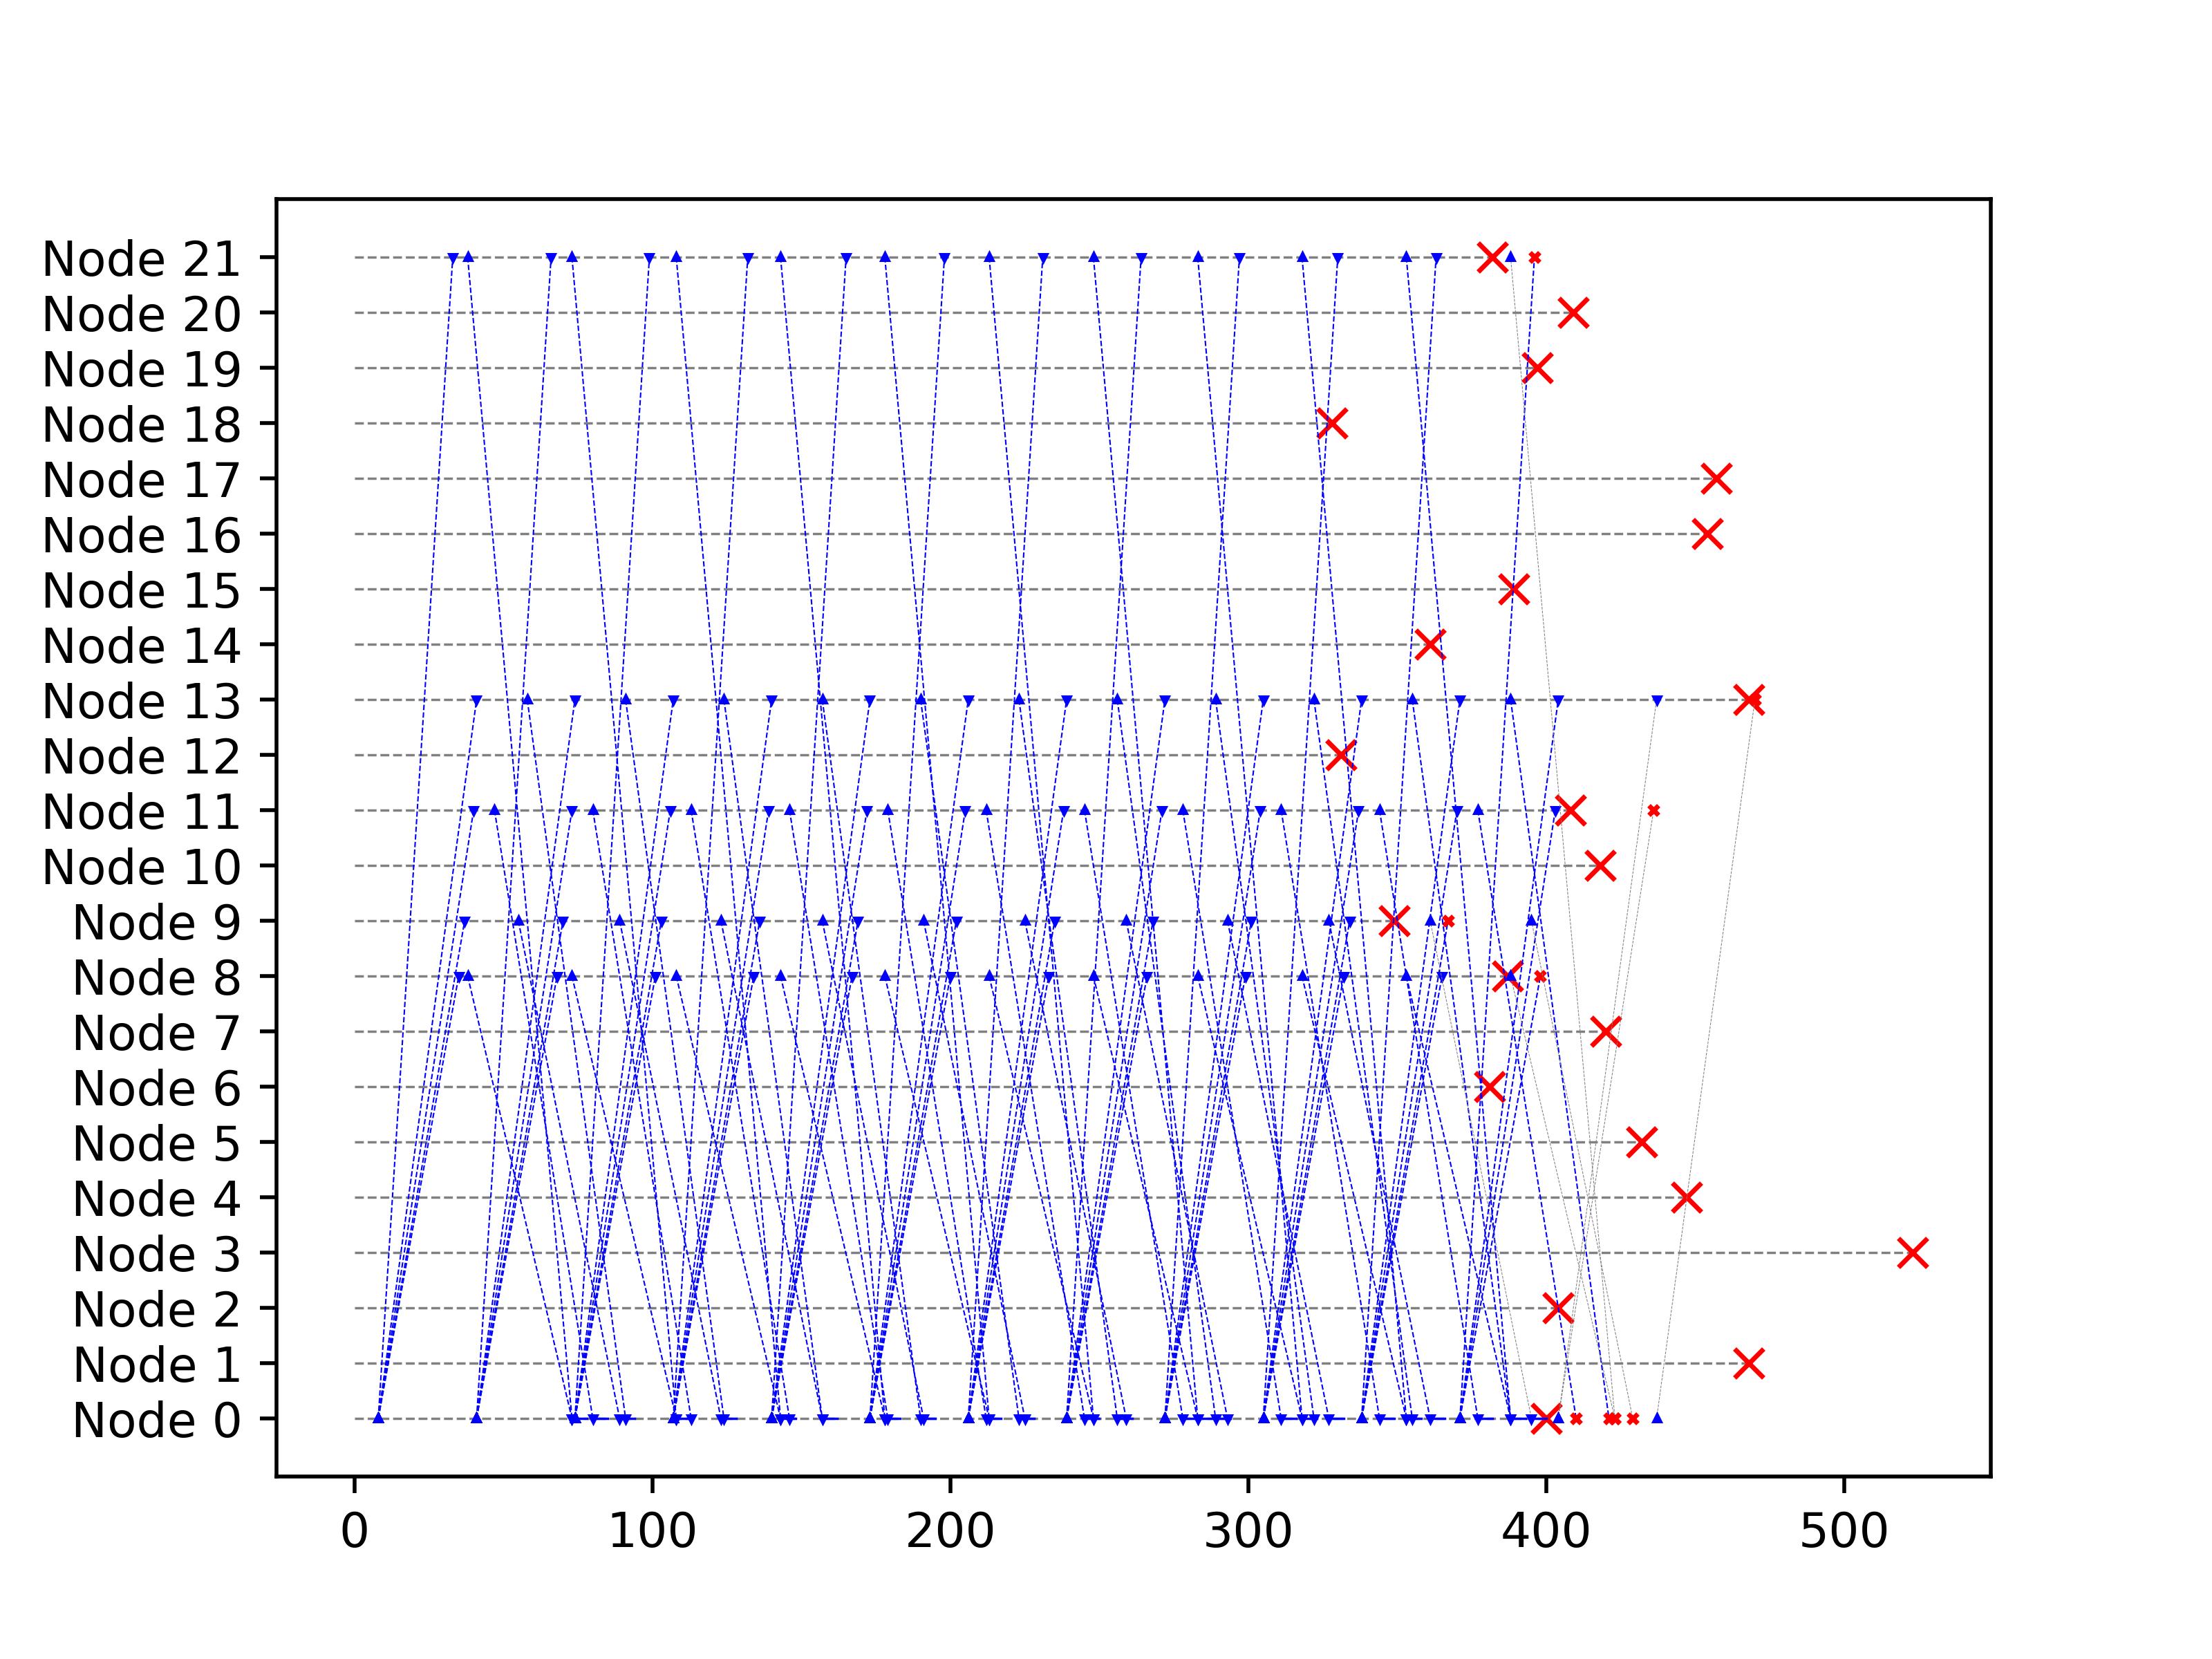 Node 21
Node 20
Node 19
Node 18
Node 17
Node 16
Node 15
Node 14
Node 13
Node 12
Node 11
Node 10
Node 9
Node 8
Node 7
Node 6
Node 5
Node 4
Node 3
Node 2
Node 1
Node 0
0 100 200 300 400 500